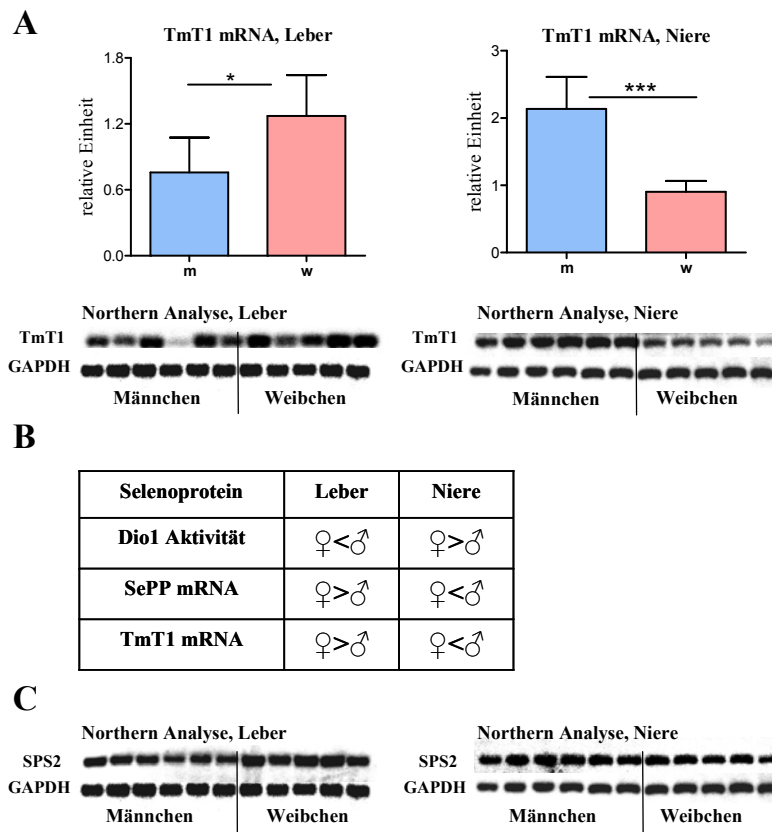 A
TmT1 mRNA, Leber
relative Einheit
1.8
1.2
0.6
0.0
*
m
w
TmT1 mRNA, Niere
relative Einheit
3
2
1
0
***
m
w
Northern Analyse, Leber
TmT1
GAPDH
Männchen
Weibchen
Northern Analyse, Niere
TmT1
GAPDH
Männchen
Weibchen
B
Selenoprotein Leber Niere
Dio1 Aktivität ♀<♂ ♀>♂
SePP mRNA ♀>♂ ♀<♂
TmT1 mRNA ♀>♂ ♀<♂
C
Northern Analyse, Leber
SPS2
GAPDH
Männchen
Weibchen
Northern Analyse, Niere
SPS2
GAPDH
Männchen
Weibchen